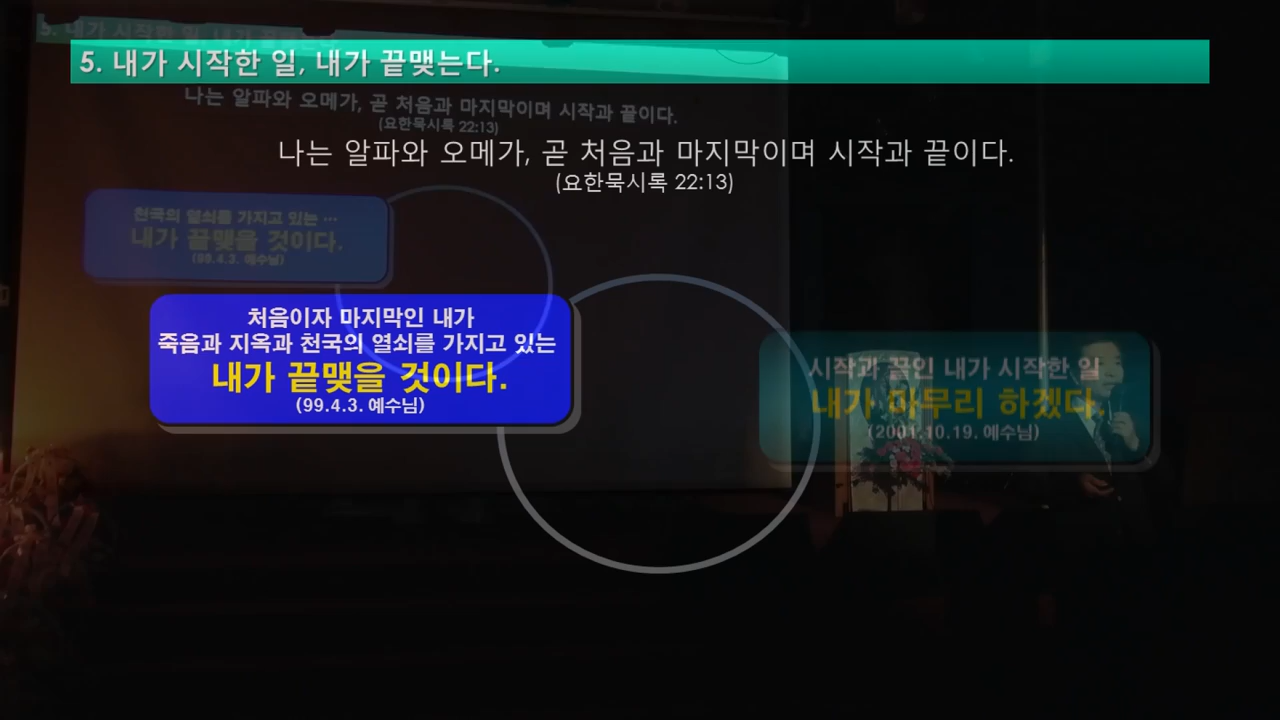 5. 내가 시작한 일, 내가 끝맺는다.
나는 알파와 오메가, 곧 처음과 마지막이며 시작과 끝이다.
(요한묵시록 22:13)
나는 알파와 오메가, 곧 처음과 마지막이며 시작과 끝이다.
(요한묵시록 22:13)
천국의 열쇠를 가지고 있는 …
내가 끝맺을 것이다.
(99.4.3. 예수님)
처음이자 마지막인 내가
죽음과 지옥과 천국의 열쇠를 가지고 있는
내가 끝맺을 것이다.
(99.4.3. 예수님)
시작과 끝인 내가 시작한 일
내가 마무리 하겠다.
(2001.10.19. 예수님)